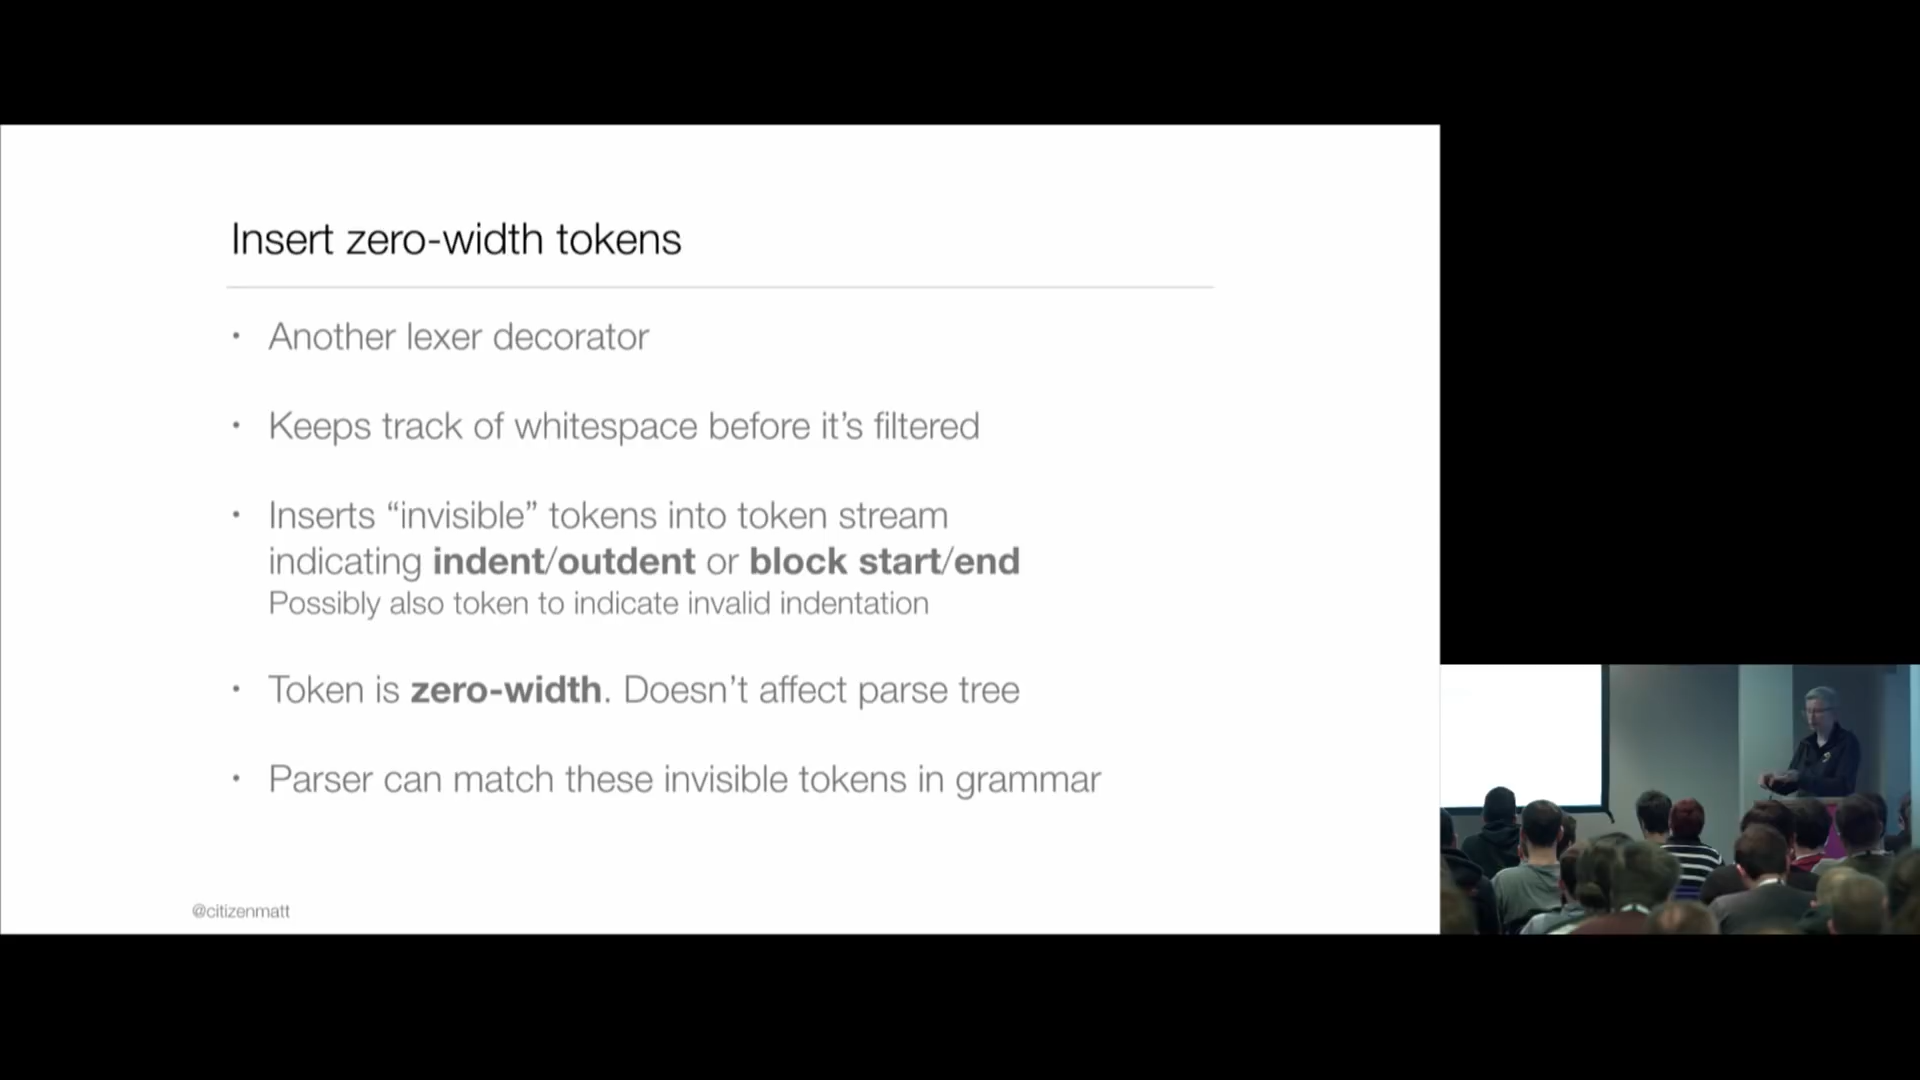 Insert zero-width tokens
• Another lexer decorator
• Keeps track of whitespace before it’s filtered
• Inserts “invisible” tokens into token stream
indicating indent/outdent or block start/end
Possibly also token to indicate invalid indentation
• Token is zero-width. Doesn’t affect parse tree
• Parser can match these invisible tokens in grammar
@citizenmatt